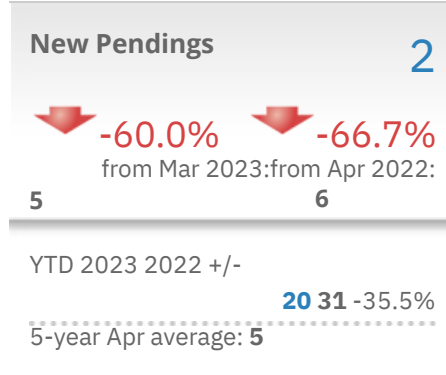 New Pendings
2
-60.0% -66.7%
from Mar 2023:from Apr 2022:
5 6
YTD 2023 2022 +/-
20 31 -35.5%
5-year Apr average: 5